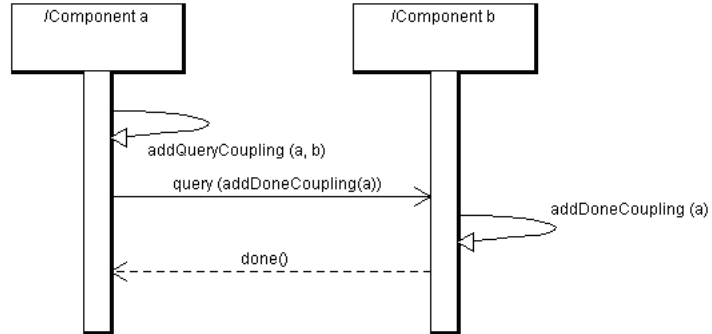 /Component a
/Component b
addQueryCoupling (a, b)
query (addDoneCoupling(a))
addDoneCoupling (a)
done()